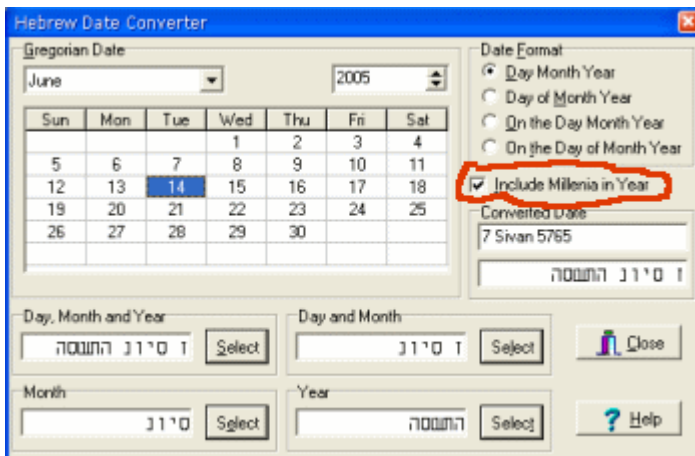 Hebrew Date Converter
Gregorian Date
June 2005
Sun Mon Tue Wed Thu Fri Sat
1 2 3 4
5 6 7 8 9 10 11
12 13 14 15 16 17 18
19 20 21 22 23 24 25
26 27 28 29 30
Date Format
Day Month Year
Day of Month Year
On the Day Month Year
On the Day of Month Year
Include Millenia in Year
Converted Date
7 Sivan 5765
ז סיונ התשסה
Day, Month and Year
ז סיונ התשסה
Select
Day and Month
ז סיונ
Select
Close
Month
סיונ
Select
Year
התשסה
Select
Help